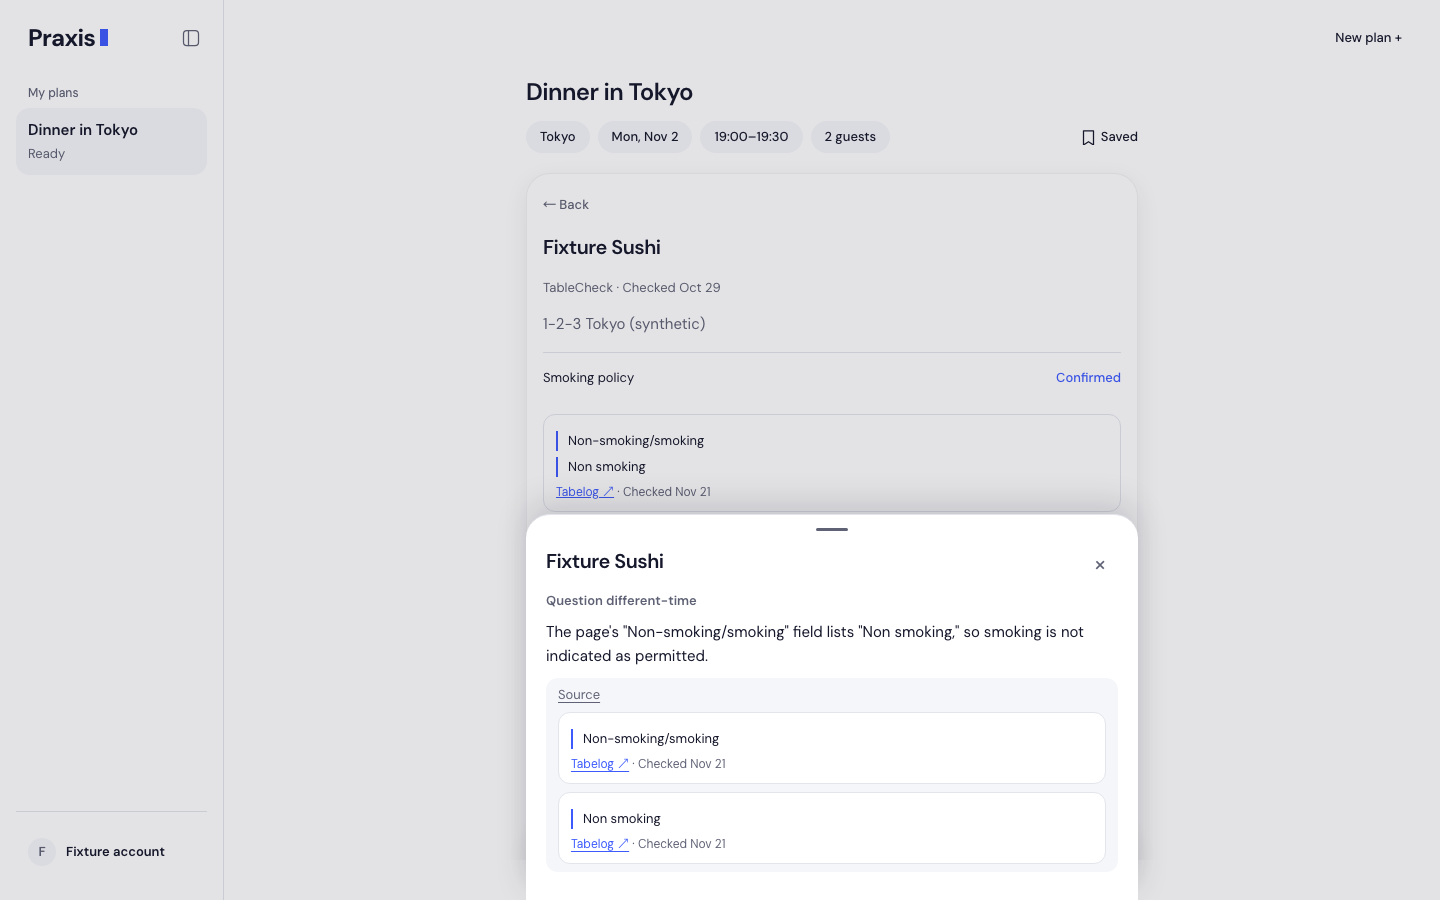 Praxis
New plan +
My plans
Dinner in Tokyo
Ready
Dinner in Tokyo
Tokyo
Mon, Nov 2
19:00–19:30
2 guests
Saved
← Back
Fixture Sushi
TableCheck · Checked Oct 29
1-2-3 Tokyo (synthetic)
Smoking policy
Confirmed
Non-smoking/smoking
Non smoking
Tabelog ↗ · Checked Nov 21
Fixture Sushi
×
Question different-time
The page's "Non-smoking/smoking" field lists "Non smoking," so smoking is not
indicated as permitted.
Source
Non-smoking/smoking
Tabelog ↗ · Checked Nov 21
Non smoking
Tabelog ↗ · Checked Nov 21
F
Fixture account